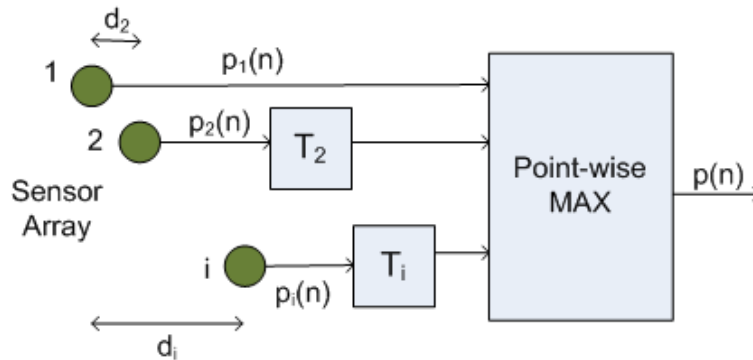 d₂
1
p₁(n)
2
p₂(n)
T₂
Point-wise
MAX
p(n)
Sensor
Array
i
pᵢ(n)
Tᵢ
dᵢ